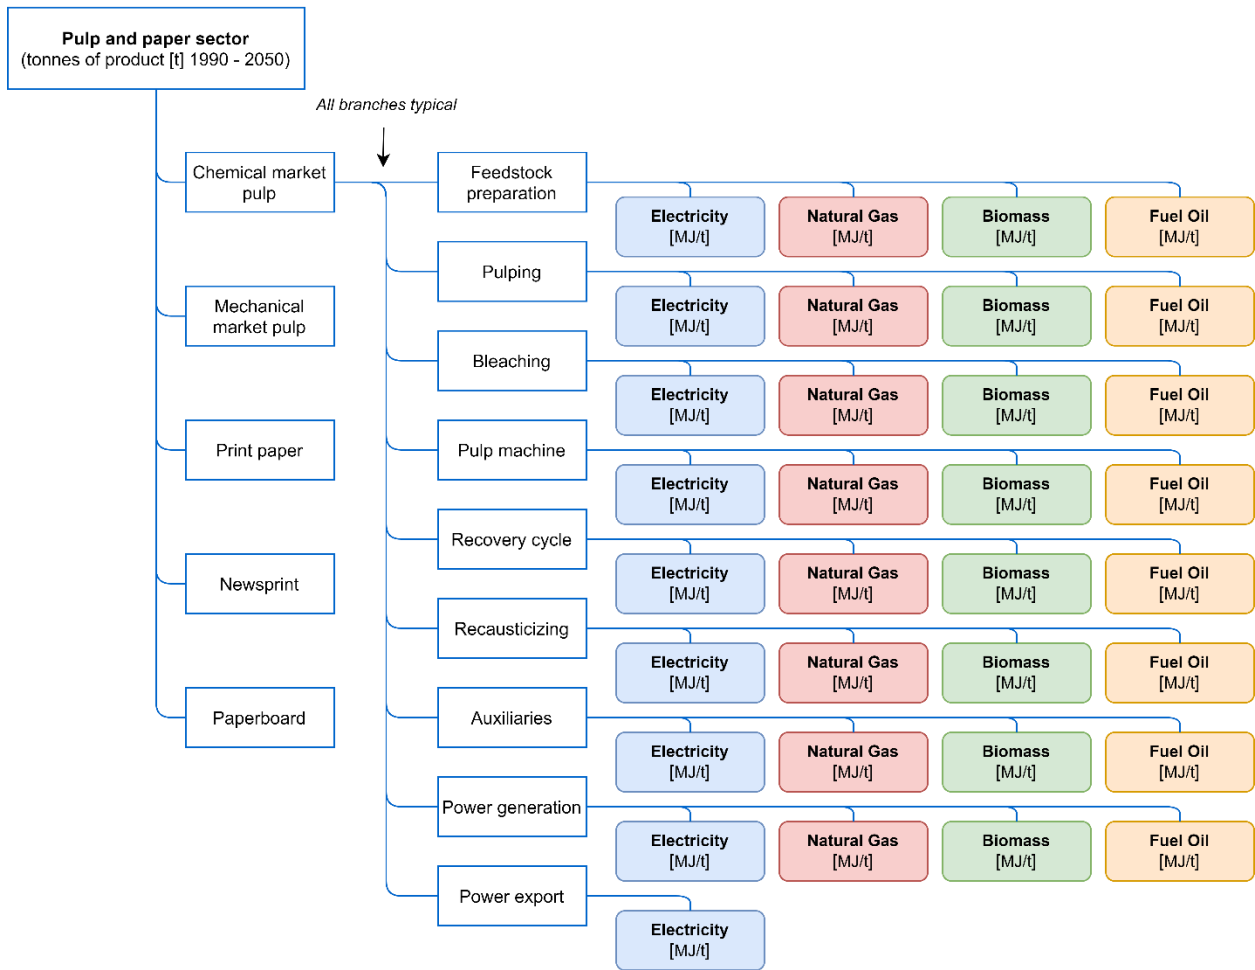 Pulp and paper sector
(tonnes of product [t] 1990 - 2050)
All branches typical
Chemical market
pulp
Mechanical
market pulp
Print paper
Newsprint
Paperboard
Feedstock
preparation
Electricity
[MJ/t]
Natural Gas
[MJ/t]
Biomass
[MJ/t]
Fuel Oil
[MJ/t]
Pulping
Electricity
[MJ/t]
Natural Gas
[MJ/t]
Biomass
[MJ/t]
Fuel Oil
[MJ/t]
Bleaching
Electricity
[MJ/t]
Natural Gas
[MJ/t]
Biomass
[MJ/t]
Fuel Oil
[MJ/t]
Pulp machine
Electricity
[MJ/t]
Natural Gas
[MJ/t]
Biomass
[MJ/t]
Fuel Oil
[MJ/t]
Recovery cycle
Electricity
[MJ/t]
Natural Gas
[MJ/t]
Biomass
[MJ/t]
Fuel Oil
[MJ/t]
Recausticizing
Electricity
[MJ/t]
Natural Gas
[MJ/t]
Biomass
[MJ/t]
Fuel Oil
[MJ/t]
Auxiliaries
Electricity
[MJ/t]
Natural Gas
[MJ/t]
Biomass
[MJ/t]
Fuel Oil
[MJ/t]
Power generation
Electricity
[MJ/t]
Natural Gas
[MJ/t]
Biomass
[MJ/t]
Fuel Oil
[MJ/t]
Power export
Electricity
[MJ/t]